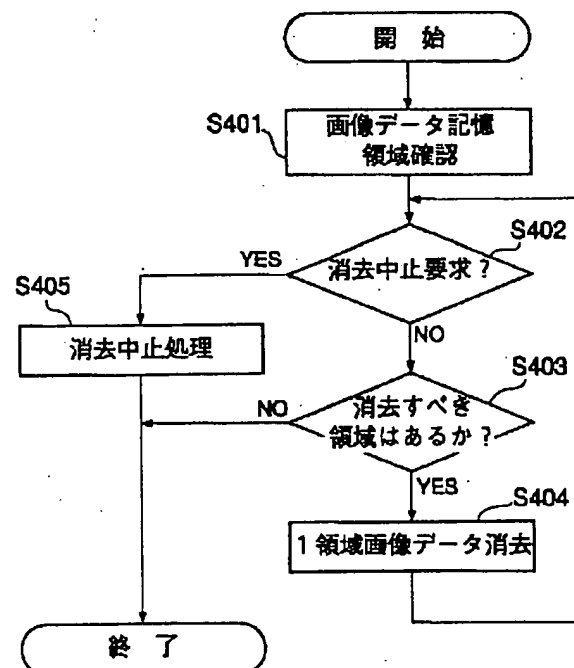 開 始
S401
画像データ記憶
領域確認
S402
消去中止要求?
YES
S405
消去中止処理
NO
S403
消去すべき
領域はあるか?
NO
YES
S404
1領域画像データ消去
終 了